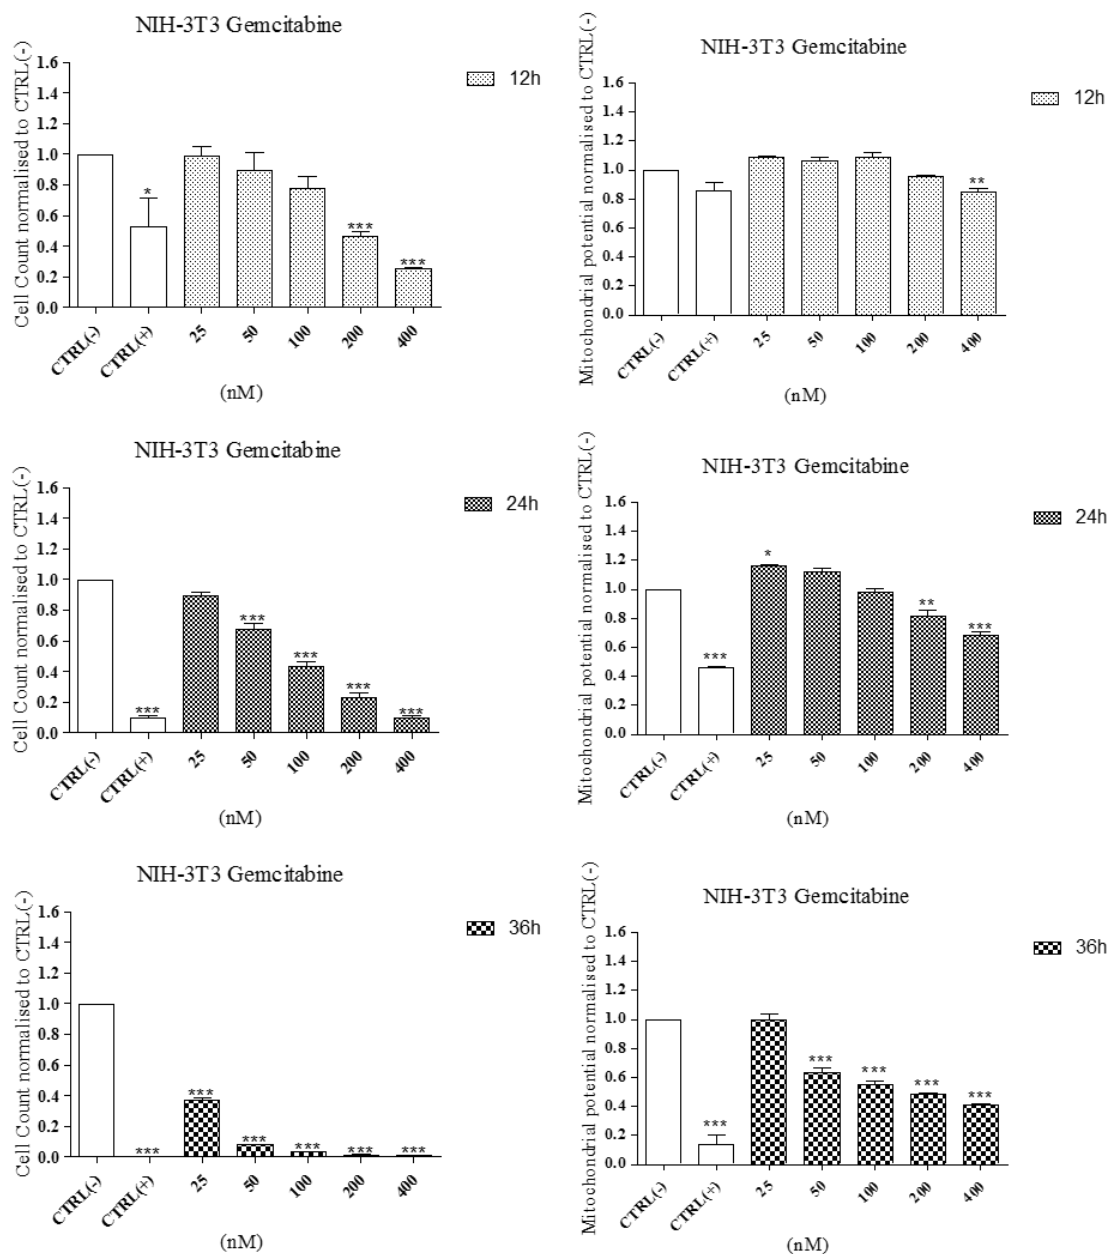 NIH-3T3 Gemcitabine
Cell Count normalised to CTRL(-)
1.6
1.4
1.2
1.0
0.8
0.6
0.4
0.2
0.0
*
***
***
CTRL(-) CTRL(+) 25 50 100 200 400
(nM)
12h
NIH-3T3 Gemcitabine
Mitochondrial potential normalised to CTRL(-)
1.6
1.4
1.2
1.0
0.8
0.6
0.4
0.2
0.0
**
CTRL(-) CTRL(+) 25 50 100 200 400
(nM)
12h
NIH-3T3 Gemcitabine
Cell Count normalised to CTRL(-)
1.6
1.4
1.2
1.0
0.8
0.6
0.4
0.2
0.0
***
***
***
***
***
CTRL(-) CTRL(+) 25 50 100 200 400
(nM)
24h
NIH-3T3 Gemcitabine
Mitochondrial potential normalised to CTRL(-)
1.6
1.4
1.2
1.0
0.8
0.6
0.4
0.2
0.0
***
*
**
***
CTRL(-) CTRL(+) 25 50 100 200 400
(nM)
24h
NIH-3T3 Gemcitabine
Cell Count normalised to CTRL(-)
1.6
1.4
1.2
1.0
0.8
0.6
0.4
0.2
0.0
***
***
***
***
***
***
CTRL(-) CTRL(+) 25 50 100 200 400
(nM)
36h
NIH-3T3 Gemcitabine
Mitochondrial potential normalised to CTRL(-)
1.6
1.4
1.2
1.0
0.8
0.6
0.4
0.2
0.0
***
***
***
***
***
CTRL(-) CTRL(+) 25 50 100 200 400
(nM)
36h